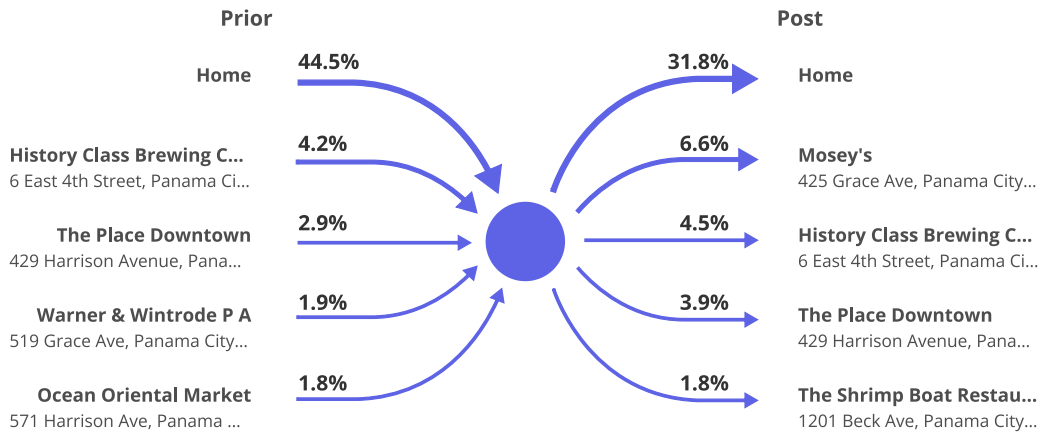 Prior
Home
44.5%
History Class Brewing C...
6 East 4th Street, Panama Ci...
4.2%
The Place Downtown
429 Harrison Avenue, Pana...
2.9%
Warner & Wintrode P A
519 Grace Ave, Panama City...
1.9%
Ocean Oriental Market
571 Harrison Ave, Panama ...
1.8%
Post
31.8%
Home
6.6%
Mosey's
425 Grace Ave, Panama City...
4.5%
History Class Brewing C...
6 East 4th Street, Panama Ci...
3.9%
The Place Downtown
429 Harrison Avenue, Pana...
1.8%
The Shrimp Boat Restau...
1201 Beck Ave, Panama City...